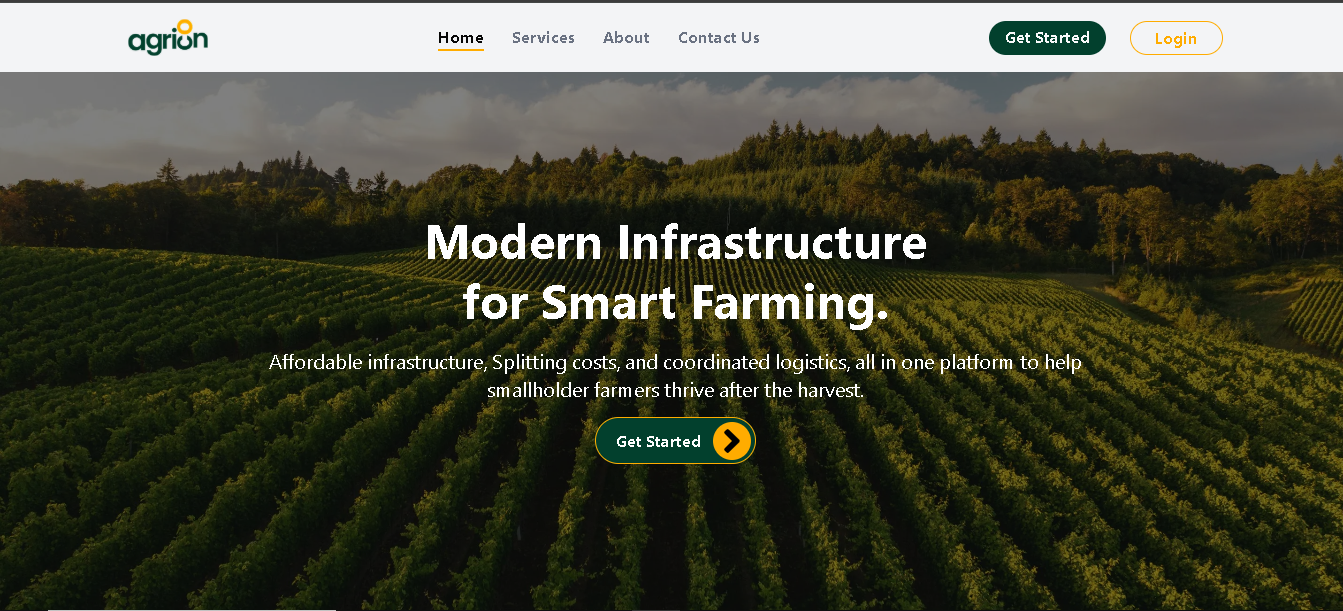 agrion
Home Services About Contact Us
Get Started Login
Modern Infrastructure
for Smart Farming.
Affordable infrastructure, Splitting costs, and coordinated logistics, all in one platform to help
smallholder farmers thrive after the harvest.
Get Started